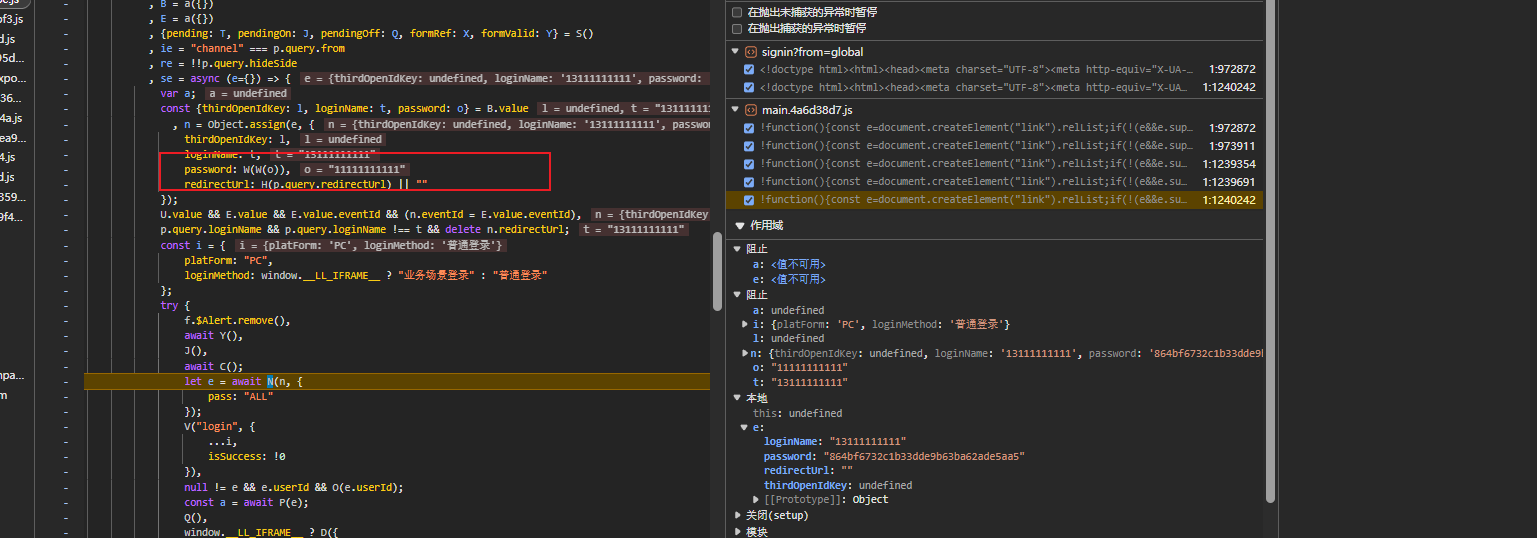 bf3.js
d.js
95d...
expo...
36...
4a.js
ea9...
4.js
d.js
359...
9f4...
npa...
m
, B = a({})
, E = a({})
, {pending: T, pendingOn: J, pendingOff: Q, formRef: X, formValid: Y} = S()
, ie = "channel" === p.query.from
, re = !!p.query.hideSide
, se = async (e={}) => { e = {thirdOpenIdKey: undefined, loginName: '13111111111', password:
var a; a = undefined
const {thirdOpenIdKey: l, loginName: t, password: o} = B.value l = undefined, t = "1311111
, n = Object.assign(e, { n = {thirdOpenIdKey: undefined, loginName: '13111111111', passwo
thirdOpenIdKey: l, l = undefined
loginName: t, t = "13111111111"
password: W(W(o)), o = "11111111111"
redirectUrl: H(p.query.redirectUrl) || ""
});
U.value && E.value && E.value.eventId && (n.eventId = E.value.eventId), n = {thirdOpenIdKey
p.query.loginName && p.query.loginName !== t && delete n.redirectUrl; t = "13111111111"
const i = { i = {platForm: 'PC', loginMethod: '普通登录'}
platForm: "PC",
loginMethod: window.__LL_IFRAME__ ? "业务场景登录" : "普通登录"
};
try {
f.$Alert.remove(),
await Y(),
J(),
await C();
let e = await N(n, {
pass: "ALL"
});
V("login", {
...i,
isSuccess: !0
}),
null != e && e.userId && O(e.userId);
const a = await P(e);
Q(),
window.__LL_IFRAME__ ? D({
在抛出未捕获的异常时暂停
在抛出捕获的异常时暂停
signin?from=global
<!doctype html><html><head><meta charset="UTF-8"><meta http-equiv="X-UA-... 1:972872
<!doctype html><html><head><meta charset="UTF-8"><meta http-equiv="X-UA... 1:1240242
main.4a6d38d7.js
!function(){const e=document.createElement("link").relList;if(!(e&&e.sup... 1:972872
!function(){const e=document.createElement("link").relList;if(!(e&&e.sup... 1:973911
!function(){const e=document.createElement("link").relList;if(!(e&&e.su... 1:1239354
!function(){const e=document.createElement("link").relList;if(!(e&&e.su... 1:1239691
!function(){const e=document.createElement("link").relList;if(!(e&&e.su... 1:1240242
作用域
阻止
a: <值不可用>
e: <值不可用>
阻止
a: undefined
i: {platForm: 'PC', loginMethod: '普通登录'}
l: undefined
n: {thirdOpenIdKey: undefined, loginName: '13111111111', password: '864bf6732c1b33dde9b
o: "11111111111"
t: "13111111111"
本地
this: undefined
e:
loginName: "13111111111"
password: "864bf6732c1b33dde9b63ba62ade5aa5"
redirectUrl: ""
thirdOpenIdKey: undefined
[[Prototype]]: Object
关闭(setup)
模块